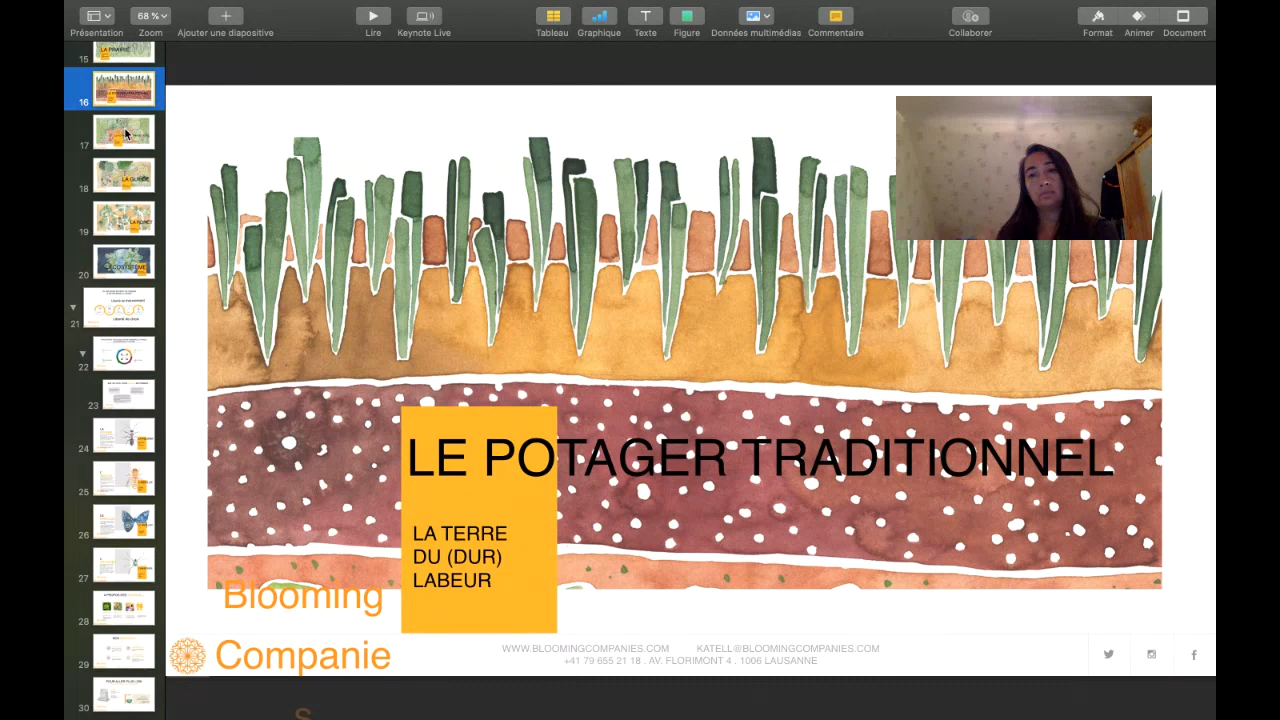 68 %
Présentation
Zoom
Ajouter une diapositive
Lire
Keynote Live
Tableau
Graphique
Texte
Figure
Données multimédias
Commentaire
Collaborer
Format
Animer
Document
15
LA PRAIRIE
16
17
18
19
20
21
22
23
24
25
26
27
28
29
30
LE POTAGER TRADITIONNEL
LA TERRE
DU (DUR)
LABEUR
Blooming
Companie
s
WWW.BLOOMINGCOMPANIES.COM KATELL@BLOOMINGCOMPANIES.COM
+41 79 655 21 18 . AV. FLORIMONT 4 . 1006 LAUSANNE